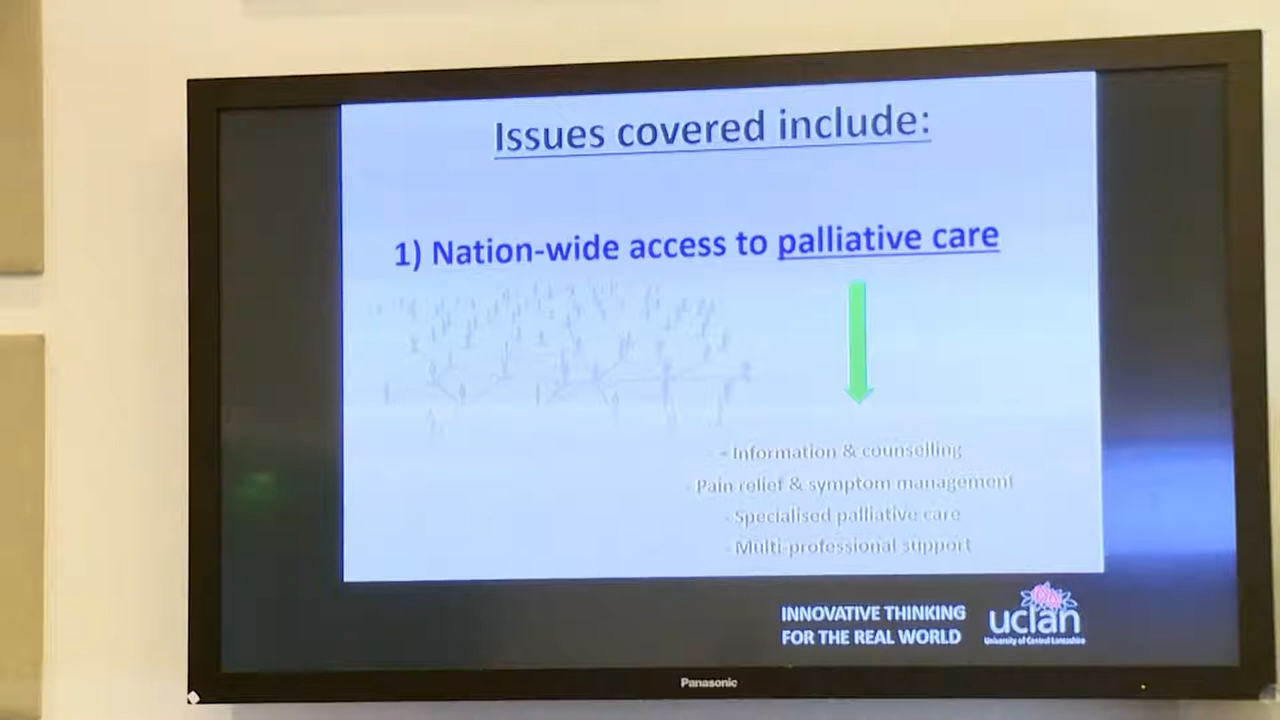 Issues covered include:
1) Nation-wide access to palliative care
- Information & counselling
- Pain relief & symptom management
- Specialised palliative care
- Multi-professional support
INNOVATIVE THINKING
FOR THE REAL WORLD
uclan
University of Central Lancashire
Panasonic